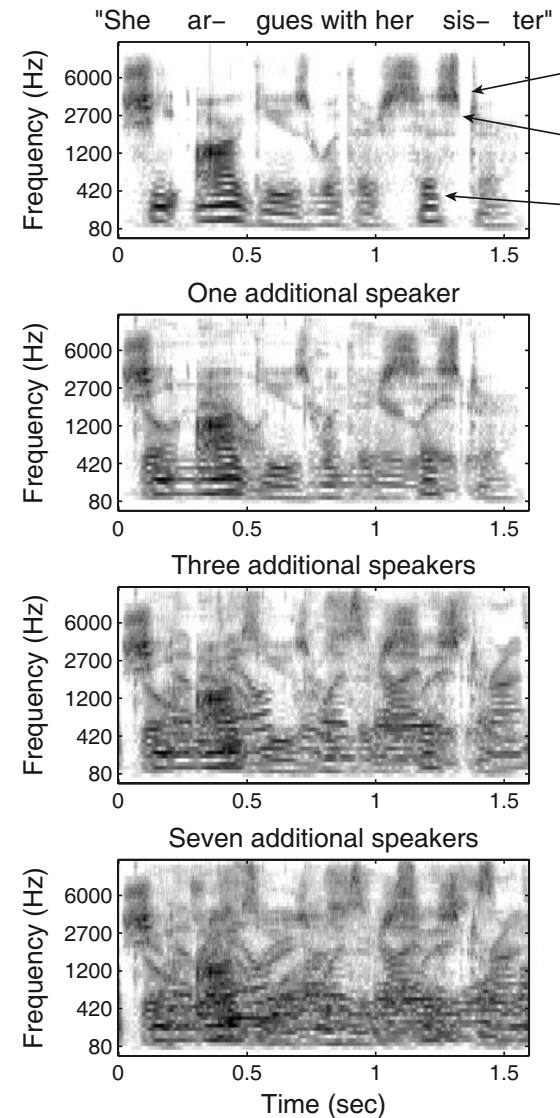 "She ar– gues with her sis– ter"
Frequency (Hz)
6000
2700
1200
420
80
0 0.5 1 1.5
One additional speaker
Frequency (Hz)
6000
2700
1200
420
80
0 0.5 1 1.5
Three additional speakers
Frequency (Hz)
6000
2700
1200
420
80
0 0.5 1 1.5
Seven additional speakers
Frequency (Hz)
6000
2700
1200
420
80
0 0.5 1 1.5
Time (sec)